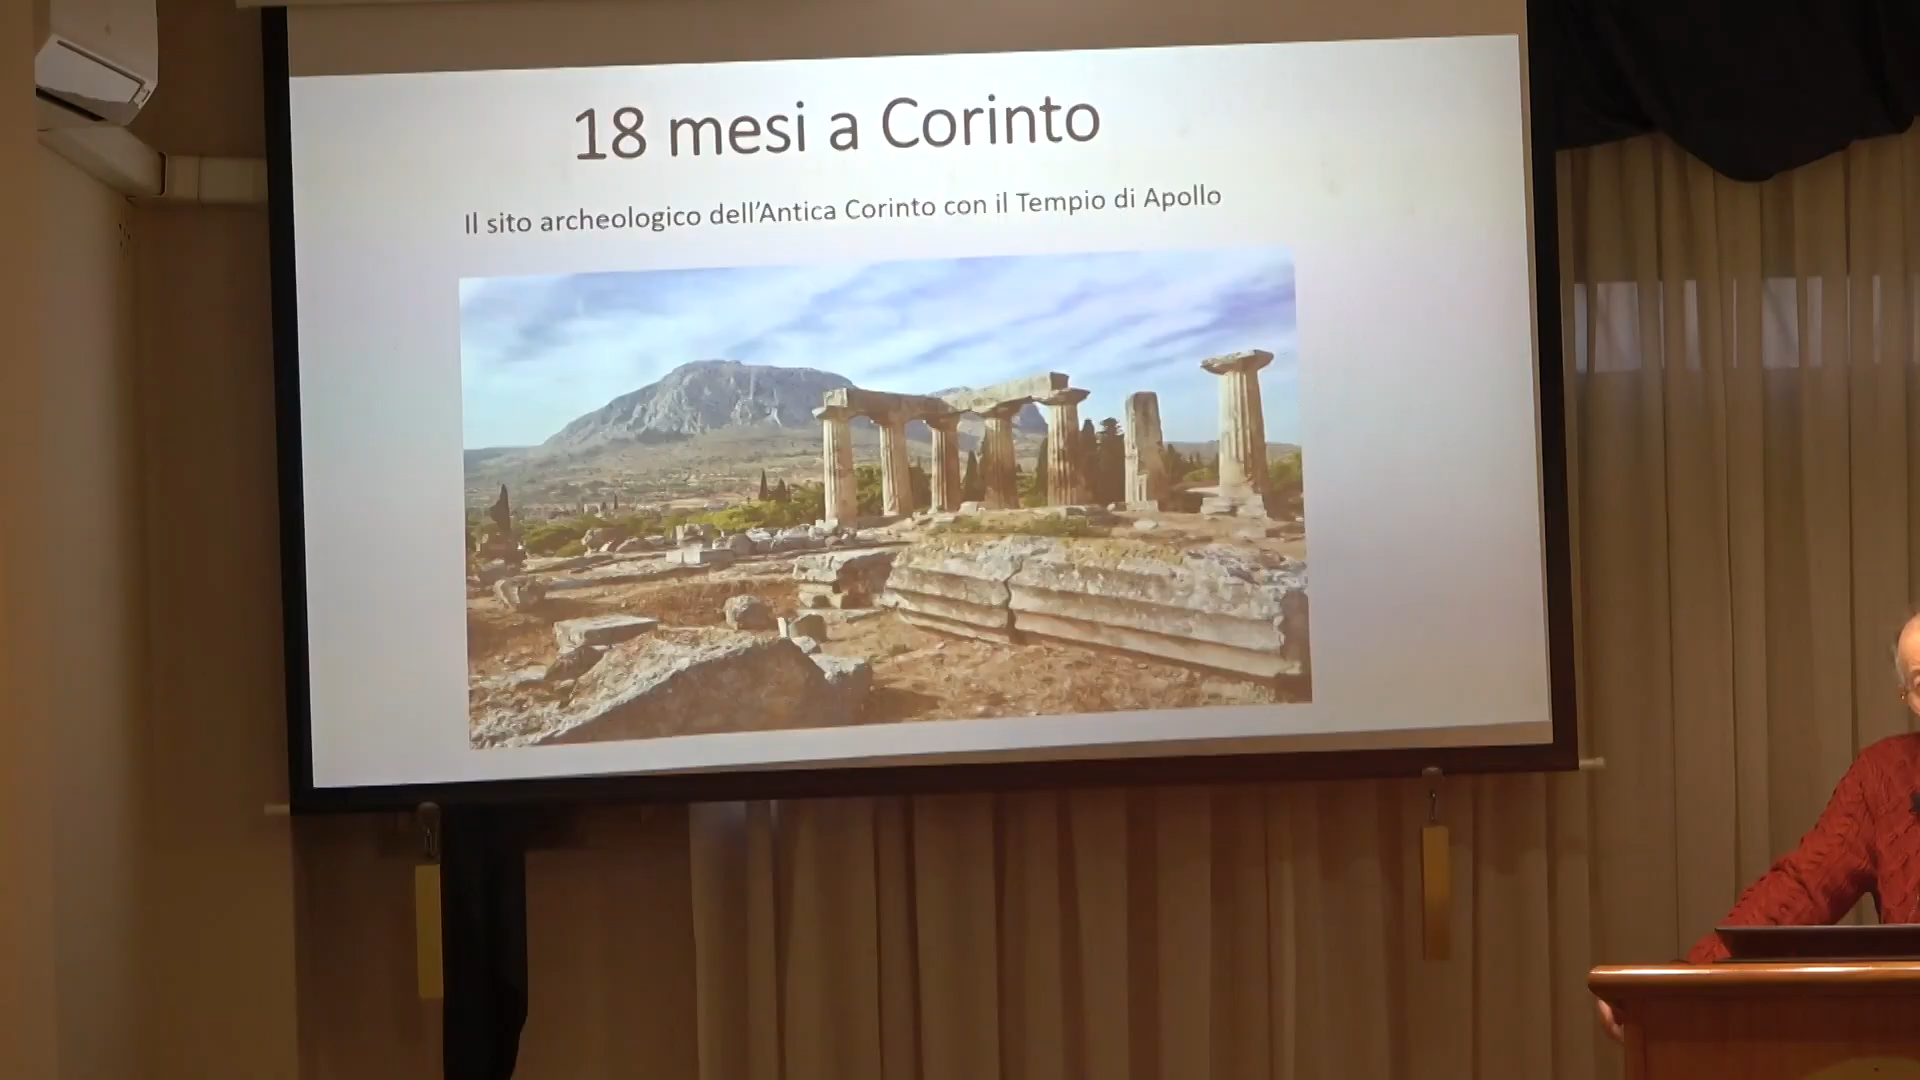 18 mesi a Corinto
Il sito archeologico dell'Antica Corinto con il Tempio di Apollo